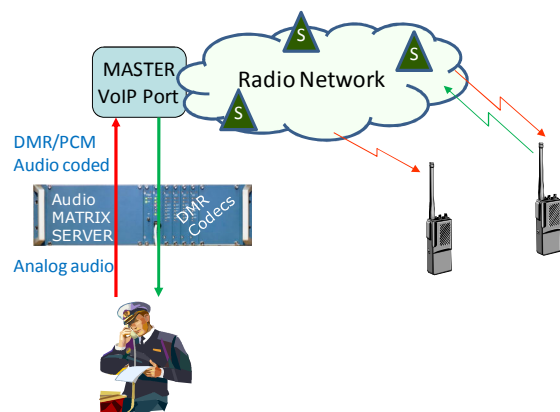 S
S
MASTER
VoIP Port
Radio Network
S
DMR/PCM
Audio coded
Audio
MATRIX
SERVER
DMR
Codecs
Analog audio